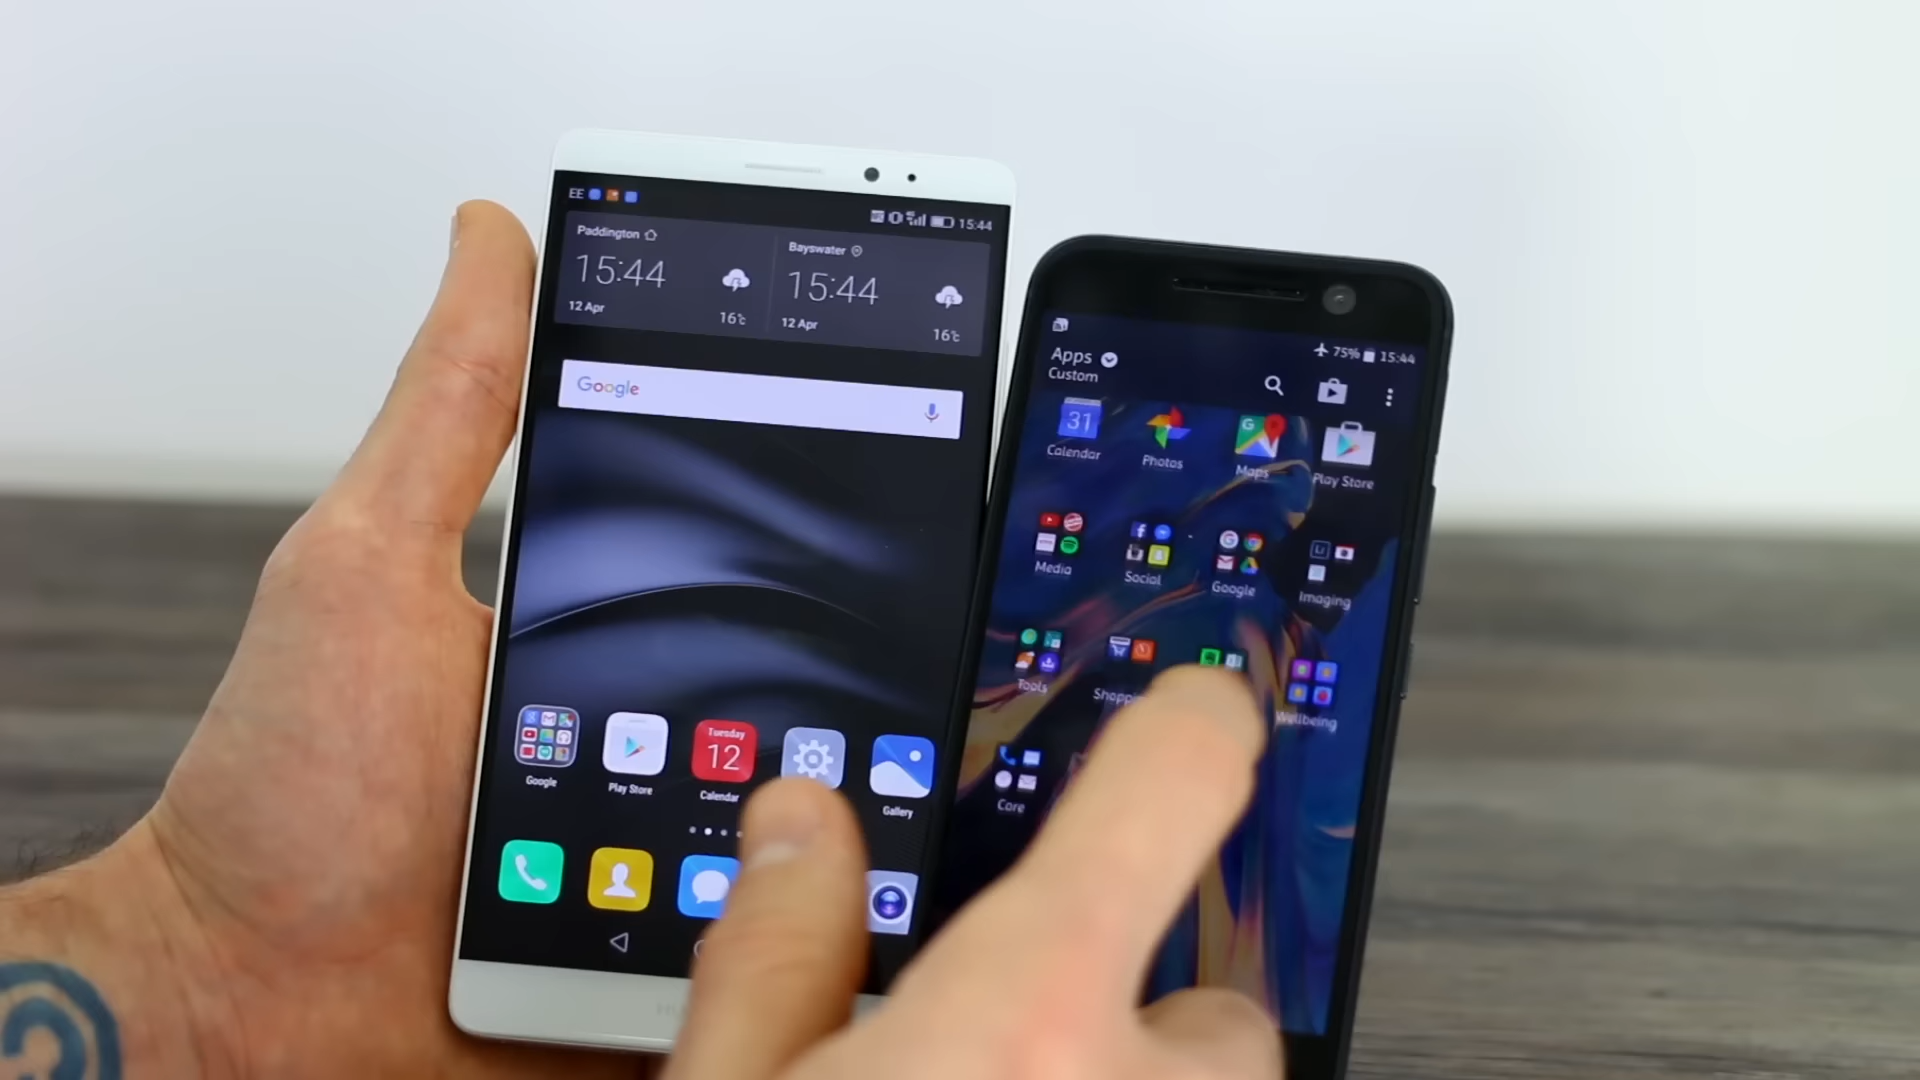 EE
15:44
Paddington
15:44
12 Apr
16°c
Bayswater
15:44
12 Apr
16°c
Google
Google
Play Store
Tuesday
12
Calendar
Gallery
75% 15:44
Apps
Custom
31
Calendar
Photos
Maps
Play Store
Media
Social
Google
Imaging
Tools
Wellbeing
Core